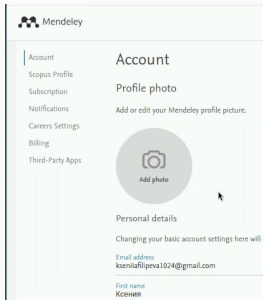 Mendeley
Account
Scopus Profile
Subscription
Notifications
Careers Settings
Billing
Third-Party Apps
Account
Profile photo
Add or edit your Mendeley profile picture.
Add photo
Personal details
Changing your basic account settings here will
Email address
kseniiafilipeva1024@gmail.com
First name
Ксения